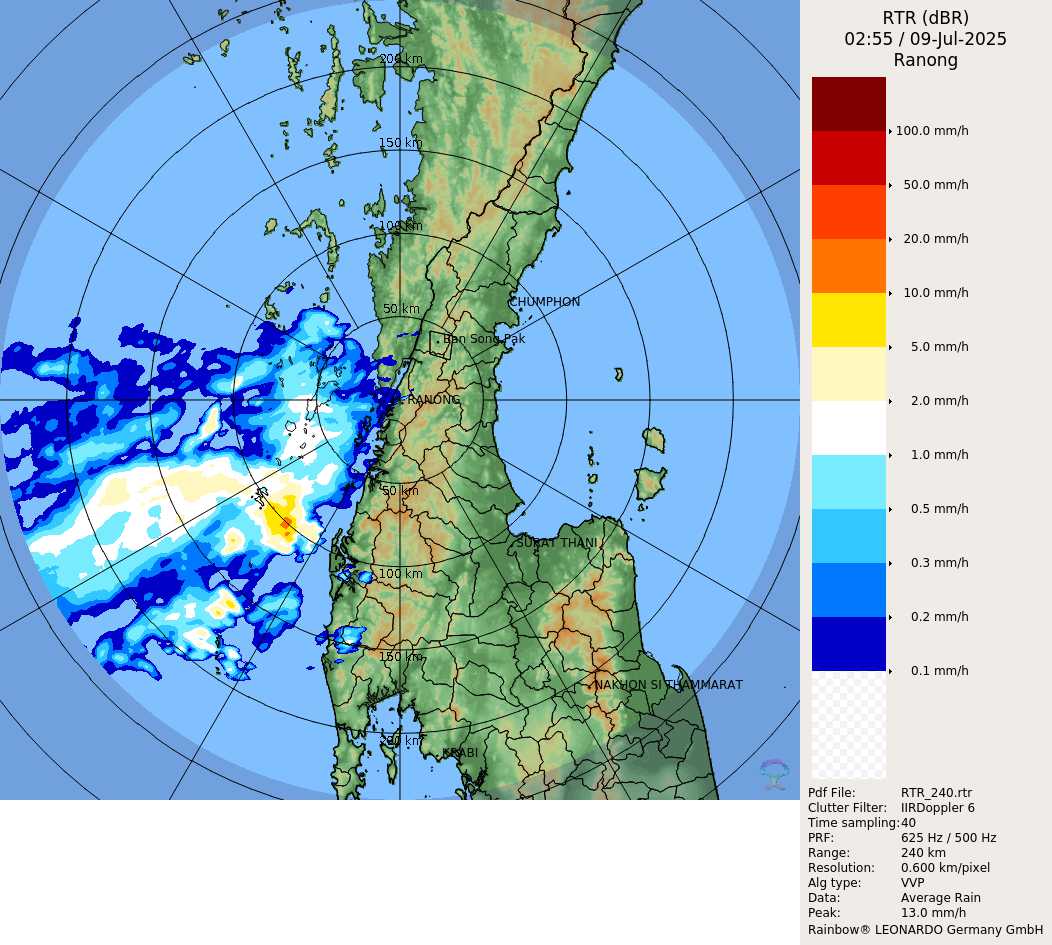 RTR (dBR)
02:55 / 09-Jul-2025
Ranong
200 km
150 km
100 km
50 km
CHUMPHON
Ban Song Pak
RANONG
50 km
SURAT THANI
100 km
150 km
NAKHON SI THAMMARAT
200 km
KRABI
100.0 mm/h
50.0 mm/h
20.0 mm/h
10.0 mm/h
5.0 mm/h
2.0 mm/h
1.0 mm/h
0.5 mm/h
0.3 mm/h
0.2 mm/h
0.1 mm/h
Pdf File: RTR_240.rtr
Clutter Filter: IIRDoppler 6
Time sampling:40
PRF: 625 Hz / 500 Hz
Range: 240 km
Resolution: 0.600 km/pixel
Alg type: VVP
Data: Average Rain
Peak: 13.0 mm/h
Rainbow® LEONARDO Germany GmbH